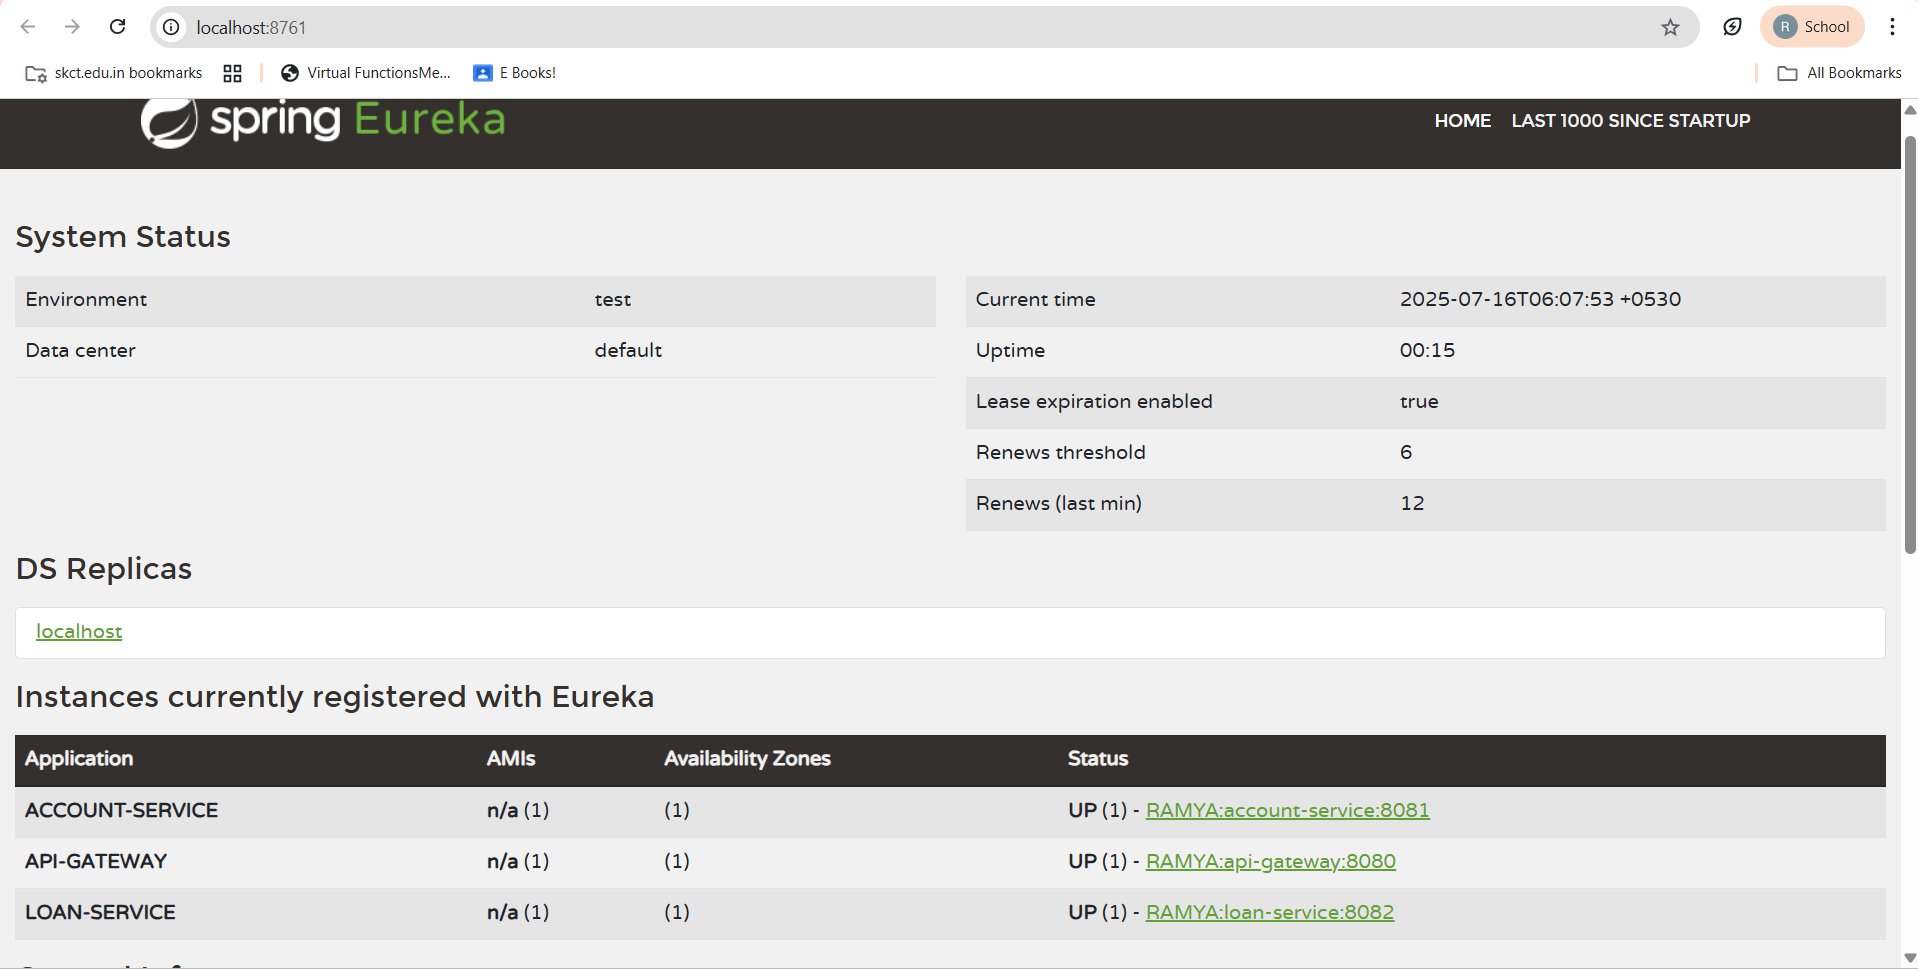 localhost:8761
R School
skct.edu.in bookmarks
Virtual FunctionsMe...
E Books!
All Bookmarks
spring Eureka
HOME LAST 1000 SINCE STARTUP
System Status
Environment test
Data center default
Current time 2025-07-16T06:07:53 +0530
Uptime 00:15
Lease expiration enabled true
Renews threshold 6
Renews (last min) 12
DS Replicas
localhost
Instances currently registered with Eureka
Application AMIs Availability Zones Status
ACCOUNT-SERVICE n/a (1) (1) UP (1) - RAMYA:account-service:8081
API-GATEWAY n/a (1) (1) UP (1) - RAMYA:api-gateway:8080
LOAN-SERVICE n/a (1) (1) UP (1) - RAMYA:loan-service:8082